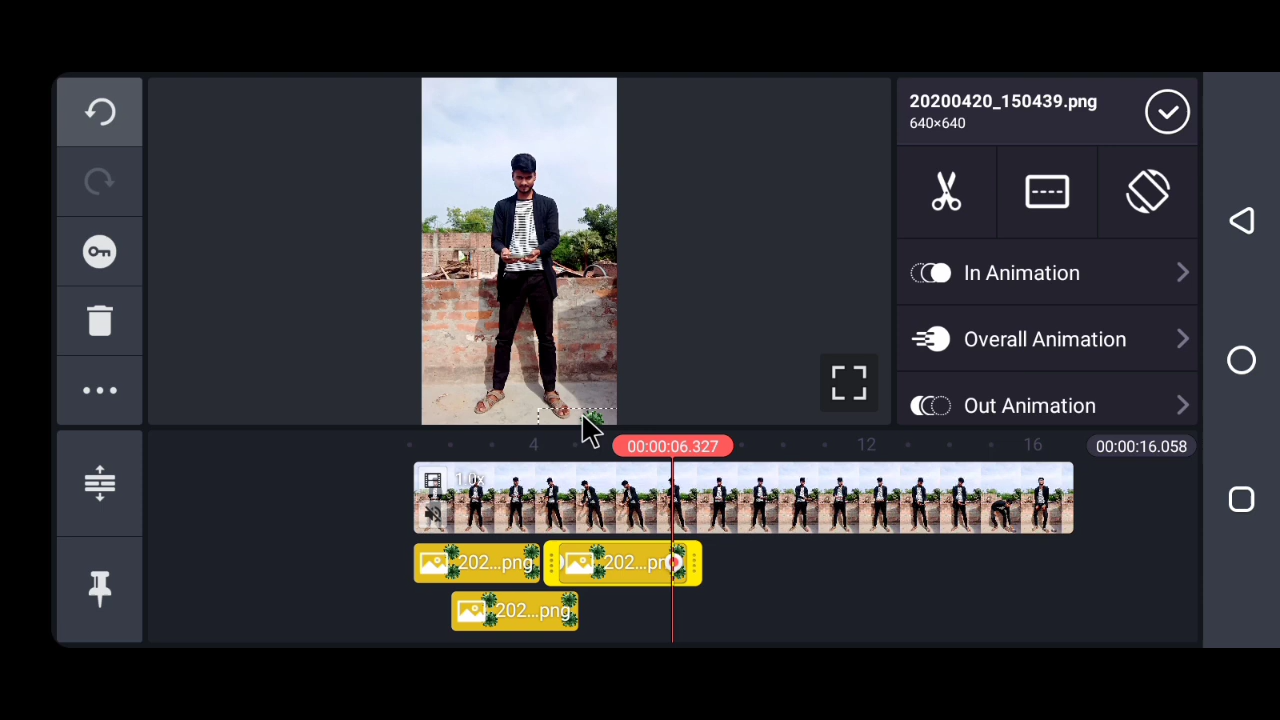 20200420_150439.png
640×640
In Animation
Overall Animation
Out Animation
4
00:00:06.327
12
16
00:00:16.058
1.0x
202...png
202...pn
202...png